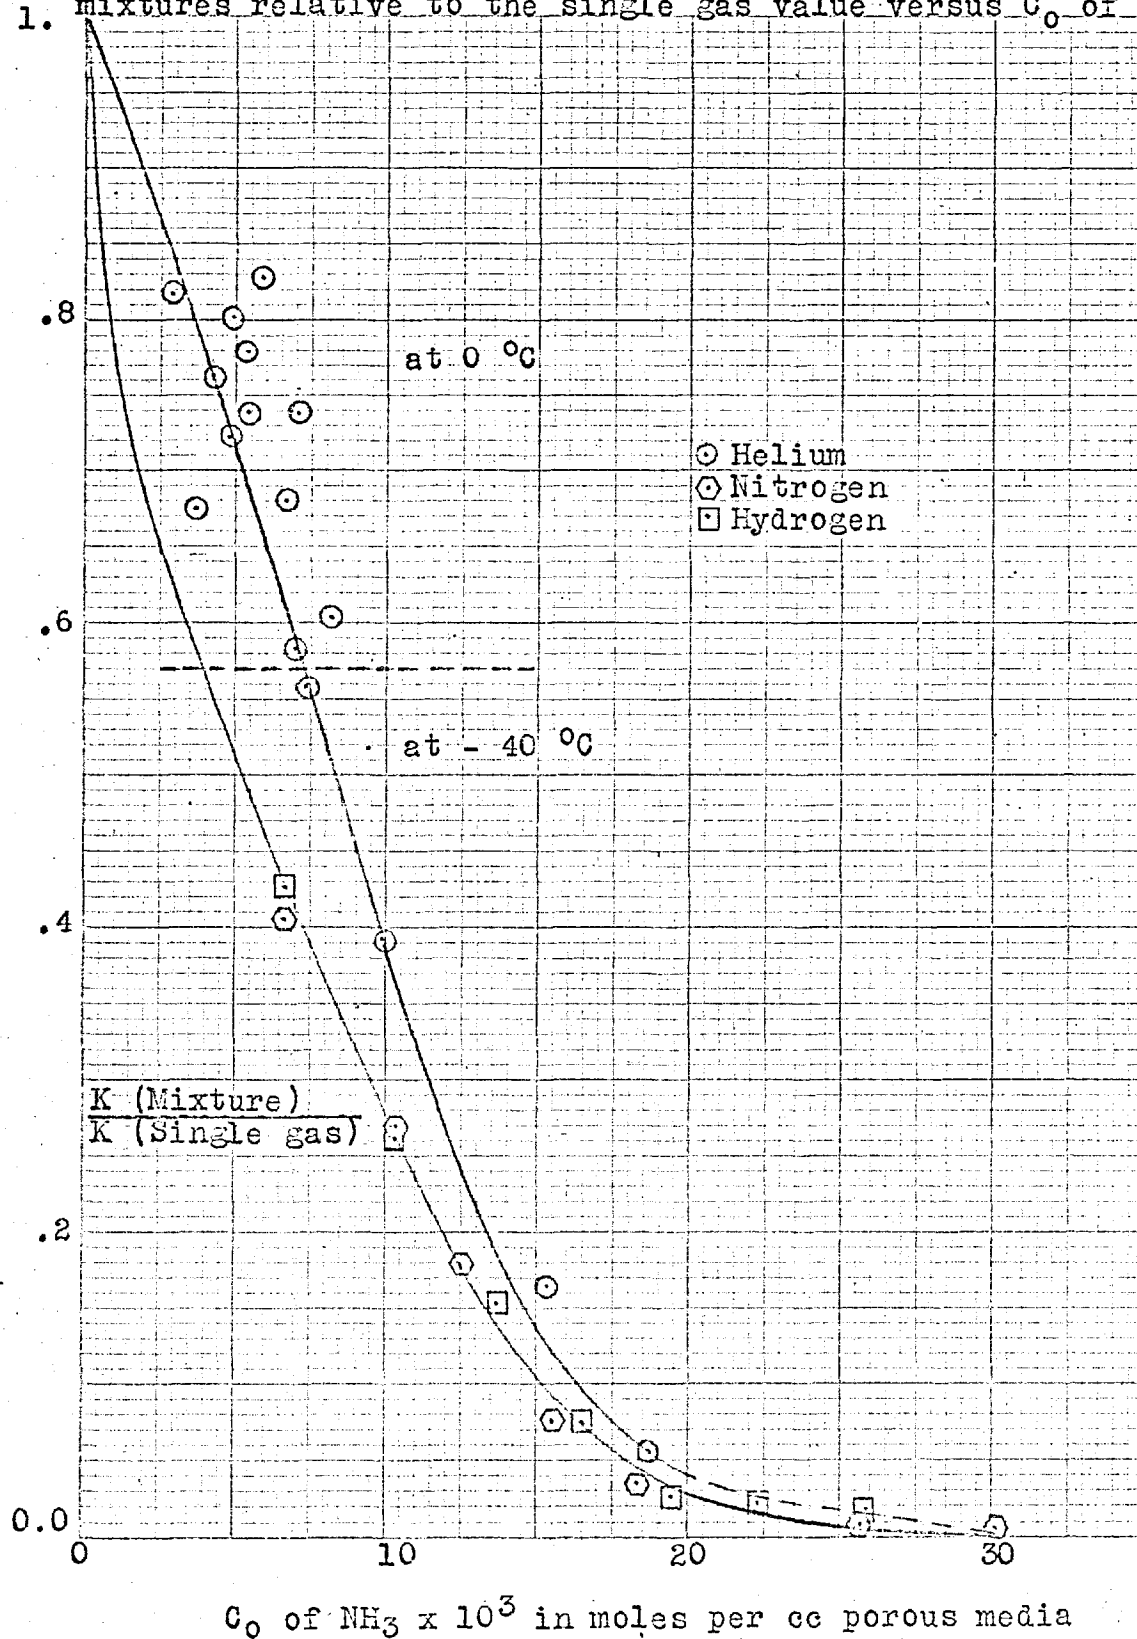 mixtures relative to the single gas value versus C₀ of
1.
.8
at 0 °C
⊙ Helium
Nitrogen
Hydrogen
.6
at - 40 °C
.4
K (Mixture)
K (Single gas)
.2
0.0
0 10 20 30
C₀ of NH₃ x 10³ in moles per cc porous media